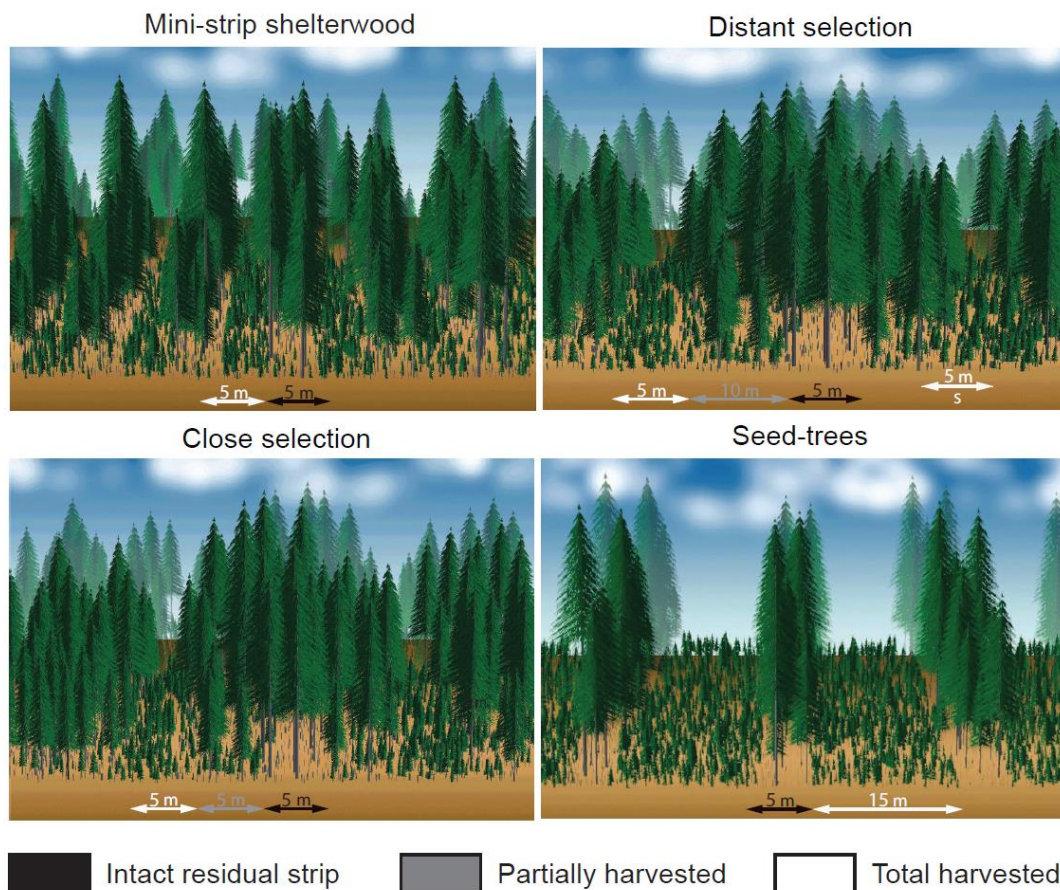 Mini-strip shelterwood
Distant selection
5 m
5 m
5 m
10 m
5 m
5 m
s
Close selection
Seed-trees
5 m
5 m
5 m
5 m
15 m
Intact residual strip
Partially harvested
Total harvested